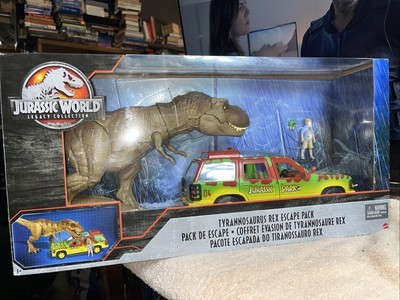 JURASSIC WORLD
LEGACY COLLECTION
04
JURASSIC PARK
TYRANNOSAURUS REX ESCAPE PACK
PACK DE ESCAPE • COFFRET ÉVASION DE TYRANNOSAURE REX
PACOTE ESCAPADA DO TIRANOSSAURO REX